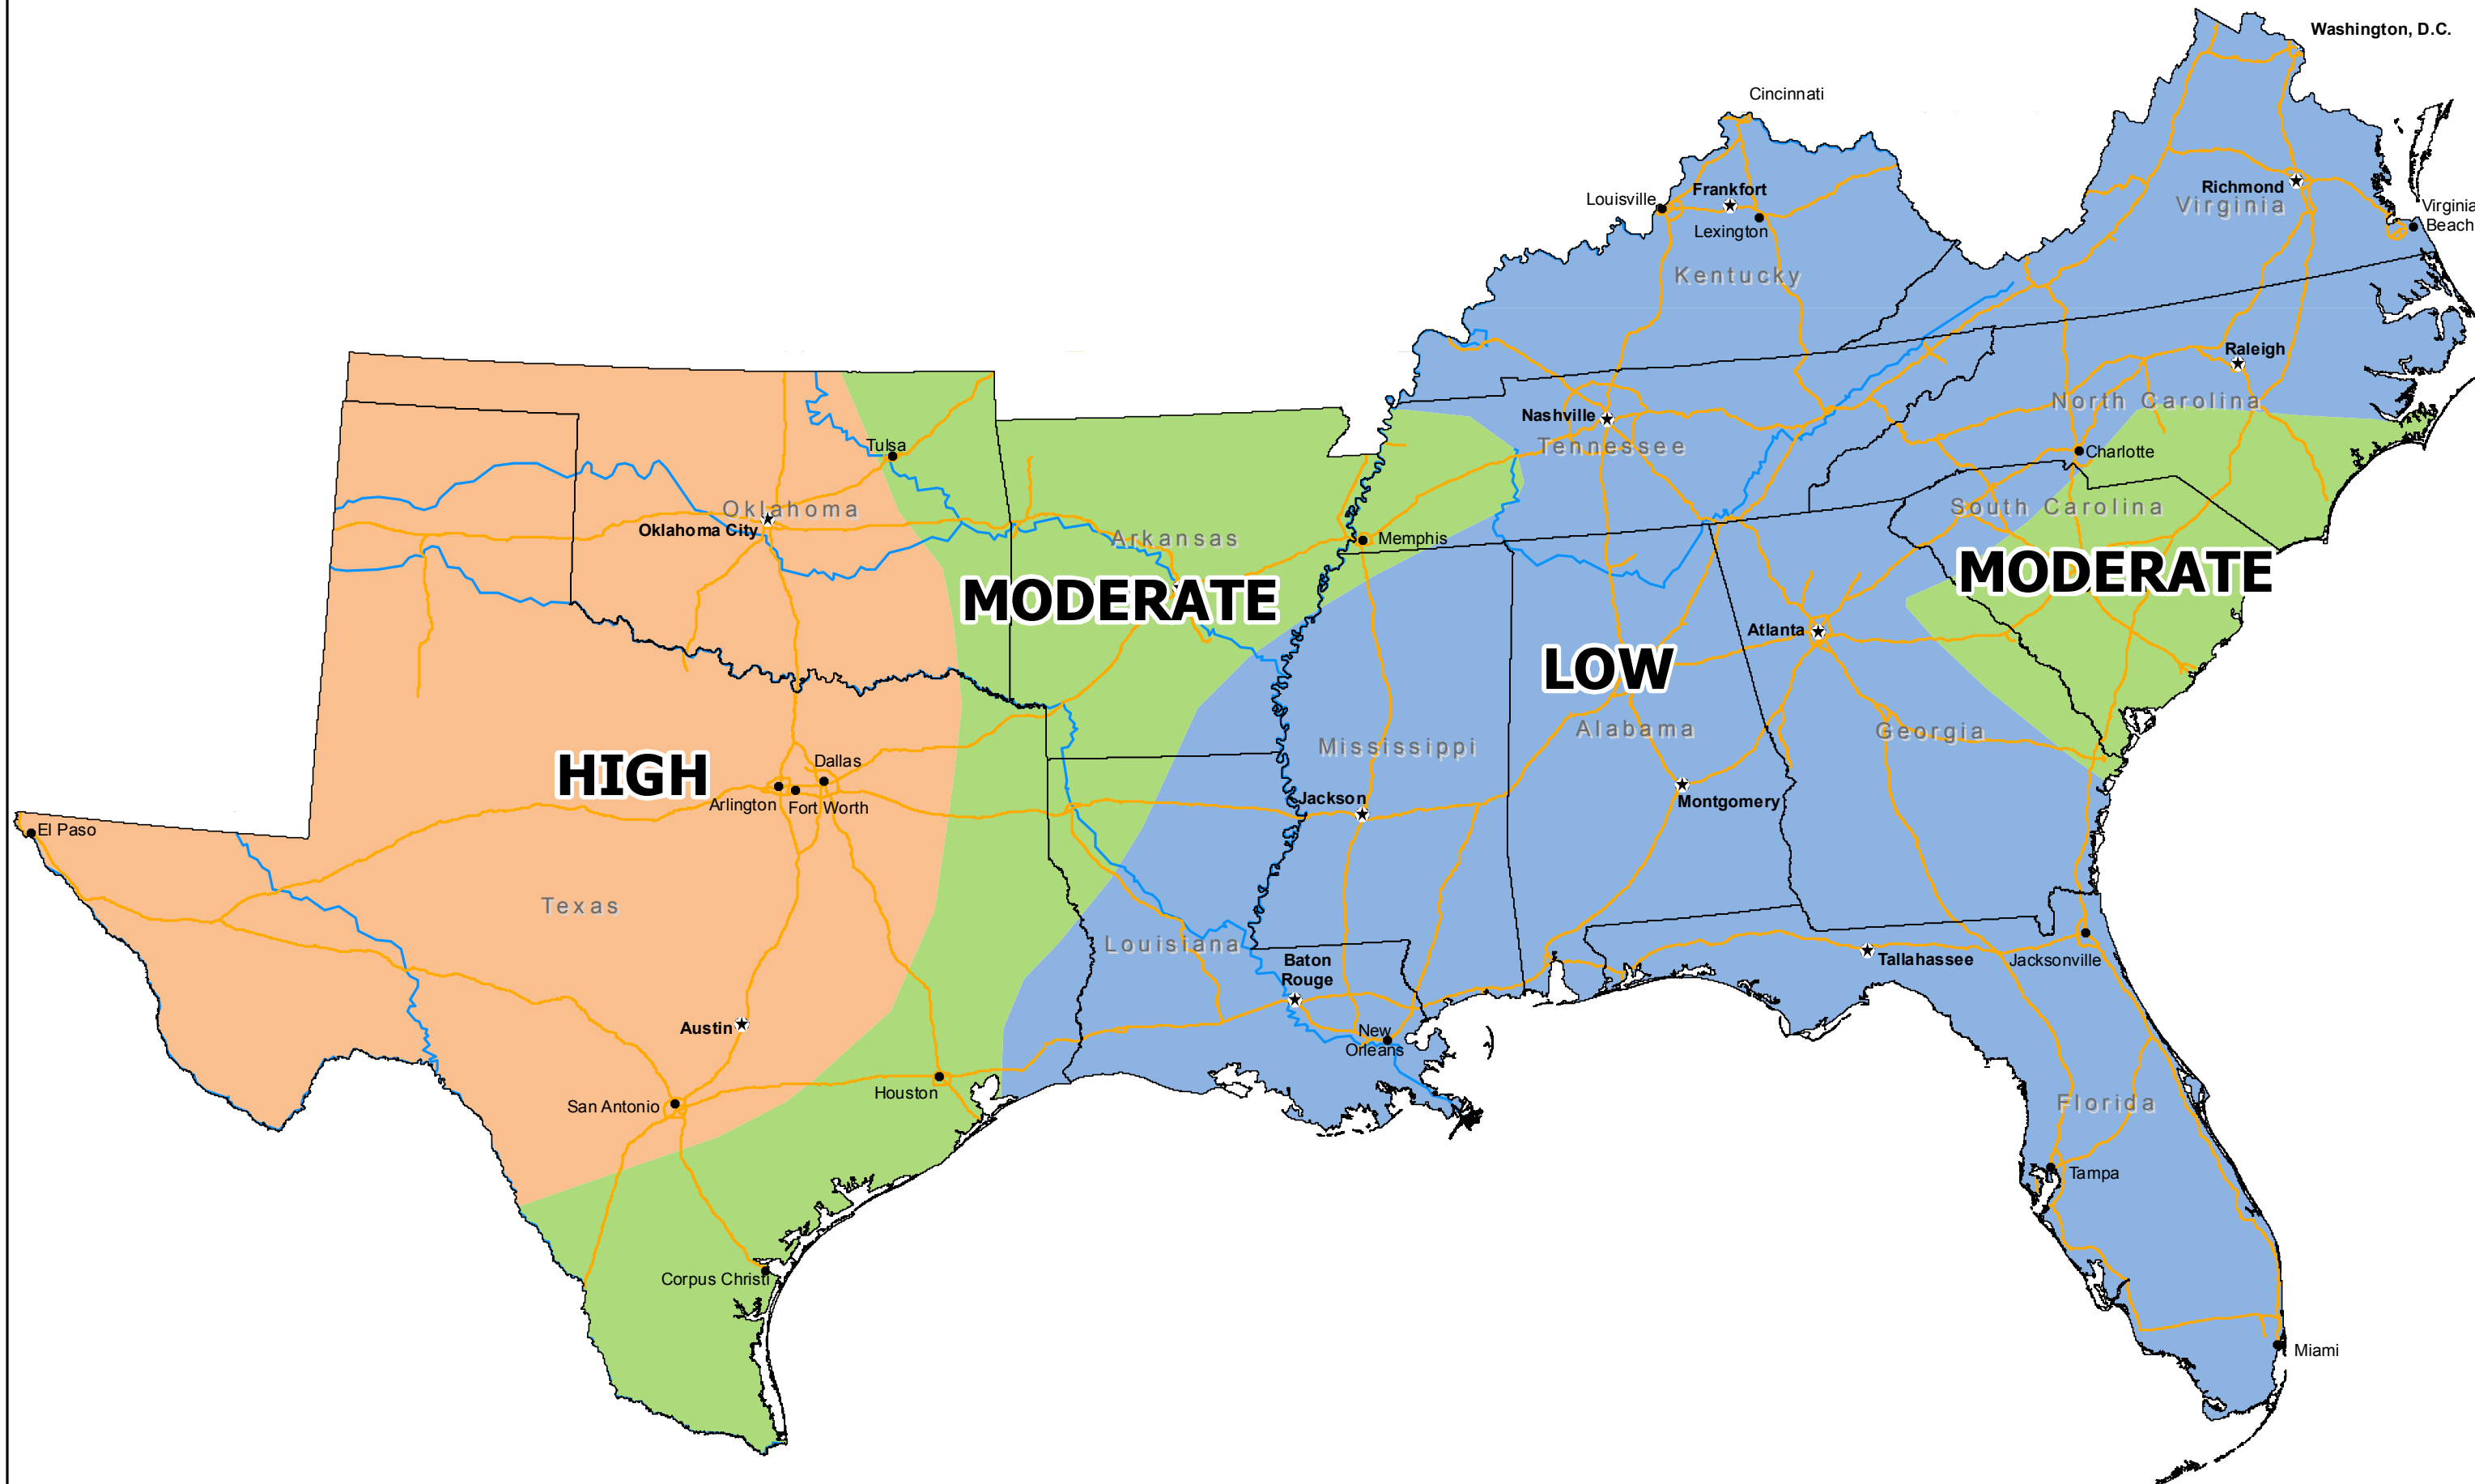 Washington, D.C.
Cincinnati
Louisville
Frankfort
Lexington
Kentucky
Richmond
Virginia
Virginia
Beach
Raleigh
North Carolina
Nashville
Tennessee
Charlotte
South Carolina
Tulsa
Oklahoma
Oklahoma City
Arkansas
Memphis
MODERATE
MODERATE
Atlanta
LOW
Mississippi
Alabama
Georgia
HIGH
Dallas
Arlington
Fort Worth
Jackson
Montgomery
El Paso
Texas
Louisiana
Baton
Rouge
Tallahassee
Jacksonville
Austin
New
Orleans
Houston
San Antonio
Florida
Tampa
Corpus Christi
Miami